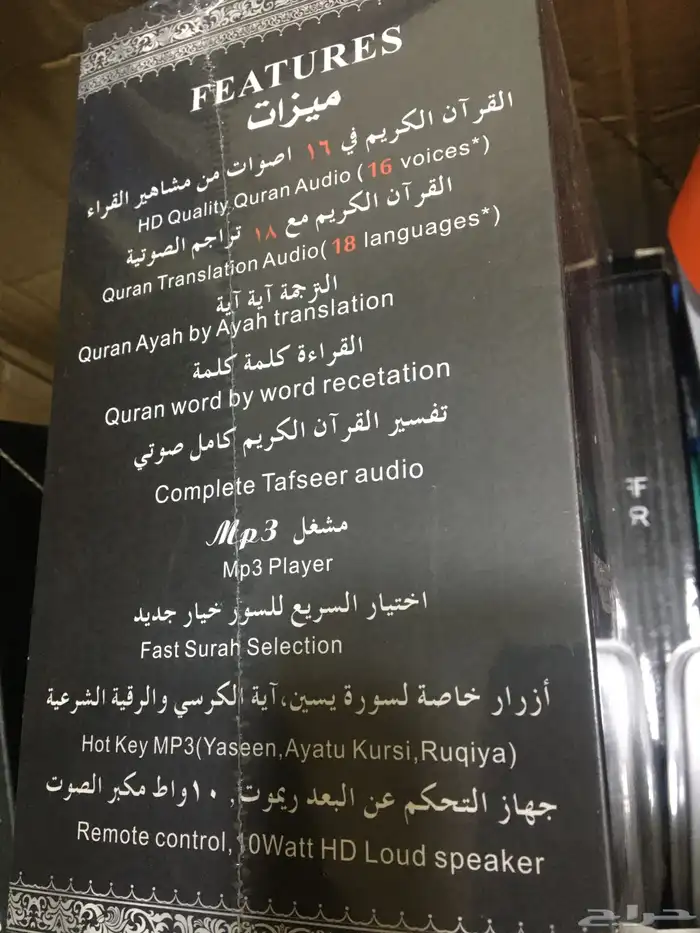 FEATURES
ميزات
القرآن الكريم في ١٦ اصوات من مشاهير القراء
HD Quality Quran Audio (16 voices*)
القرآن الكريم مع ١٨ تراجم الصوتية
Quran Translation Audio(18 languages*)
الترجمة آية آية
Quran Ayah by Ayah translation
القراءة كلمة كلمة
Quran word by word recetation
تفسير القرآن الكريم كامل صوتي
Complete Tafseer audio
مشغل Mp3
Mp3 Player
اختيار السريع للسور خيار جديد
Fast Surah Selection
أزرار خاصة لسورة يسين،آية الكرسي والرقية الشرعية
Hot Key MP3(Yaseen,Ayatu Kursi,Ruqiya)
جهاز التحكم عن البعد ريموت, ١٠واط مكبر الصوت
Remote control,10Watt HD Loud speaker
حراج